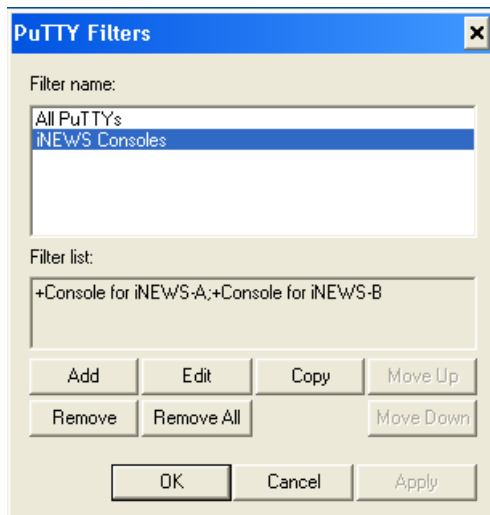 PuTTY Filters
Filter name:
All PuTTYs
iNEWS Consoles
Filter list:
+Console for iNEWS-A;+Console for iNEWS-B
Add Edit Copy Move Up
Remove Remove All Move Down
OK Cancel Apply